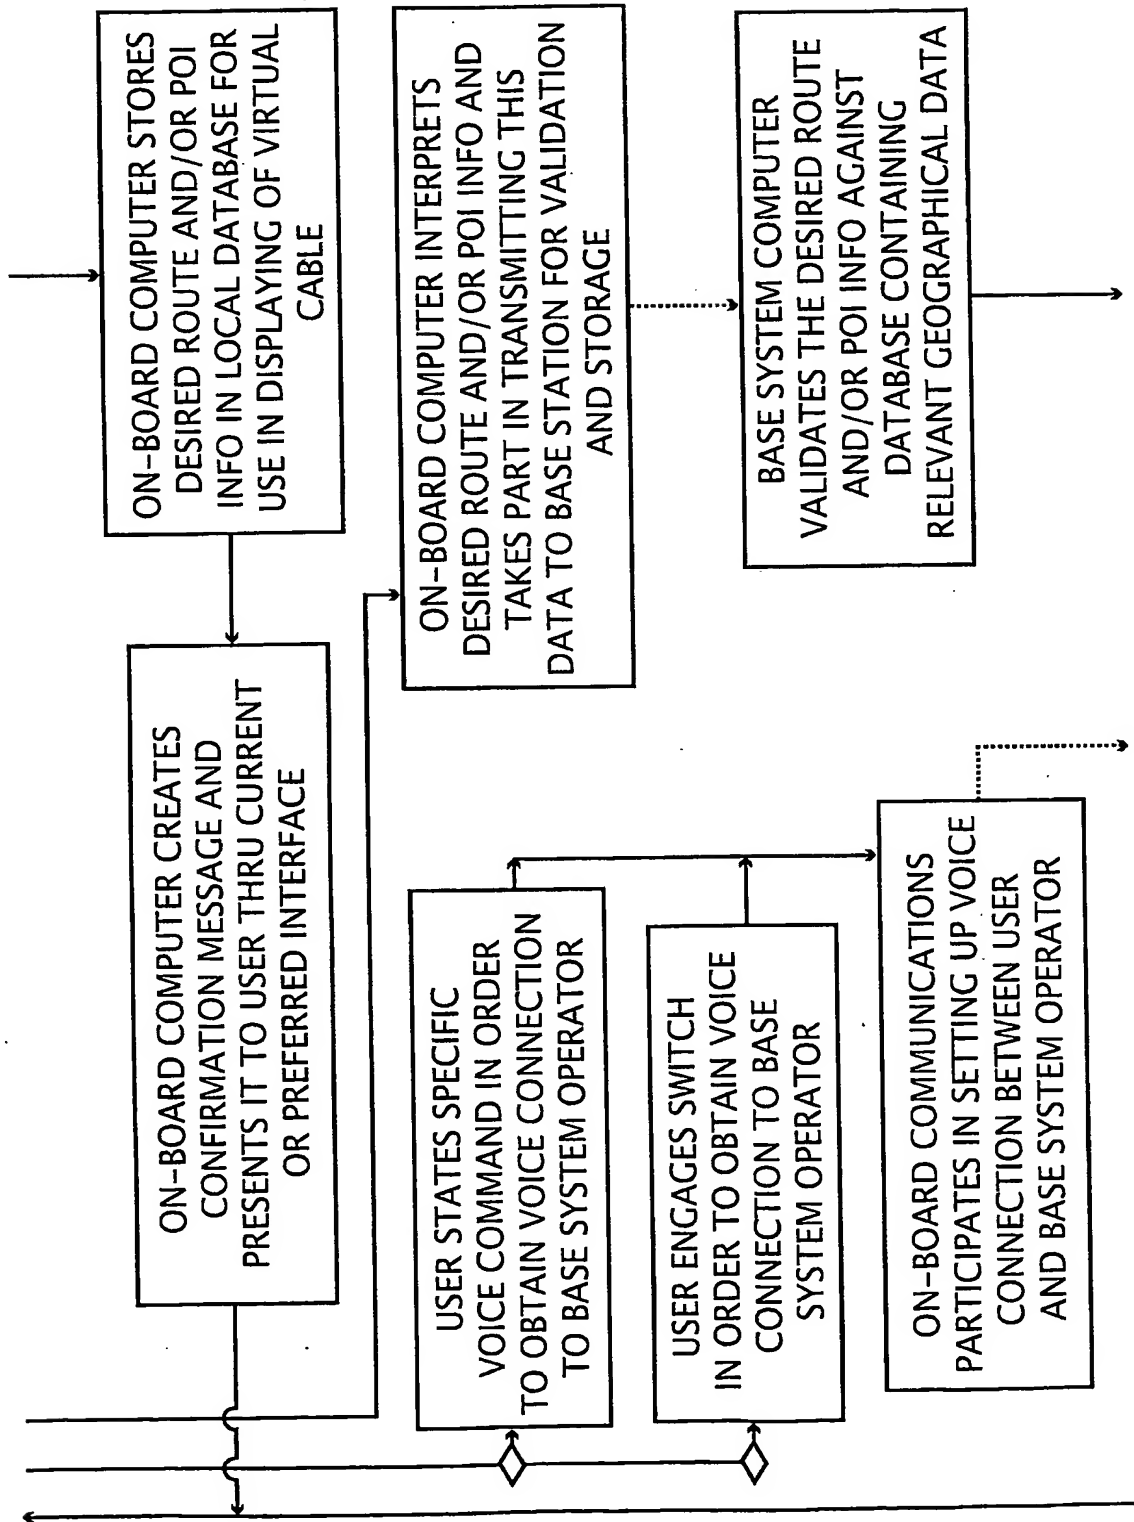 ON-BOARD COMPUTER STORES
DESIRED ROUTE AND/OR POI
INFO IN LOCAL DATABASE FOR
USE IN DISPLAYING OF VIRTUAL
CABLE
ON-BOARD COMPUTER CREATES
CONFIRMATION MESSAGE AND
PRESENTS IT TO USER THRU CURRENT
OR PREFERRED INTERFACE
ON-BOARD COMPUTER INTERPRETS
DESIRED ROUTE AND/OR POI INFO AND
TAKES PART IN TRANSMITTING THIS
DATA TO BASE STATION FOR VALIDATION
AND STORAGE
USER STATES SPECIFIC
VOICE COMMAND IN ORDER
TO OBTAIN VOICE CONNECTION
TO BASE SYSTEM OPERATOR
USER ENGAGES SWITCH
IN ORDER TO OBTAIN VOICE
CONNECTION TO BASE
SYSTEM OPERATOR
BASE SYSTEM COMPUTER
VALIDATES THE DESIRED ROUTE
AND/OR POI INFO AGAINST
DATABASE CONTAINING
RELEVANT GEOGRAPHICAL DATA
ON-BOARD COMMUNICATIONS
PARTICIPATES IN SETTING UP VOICE
CONNECTION BETWEEN USER
AND BASE SYSTEM OPERATOR